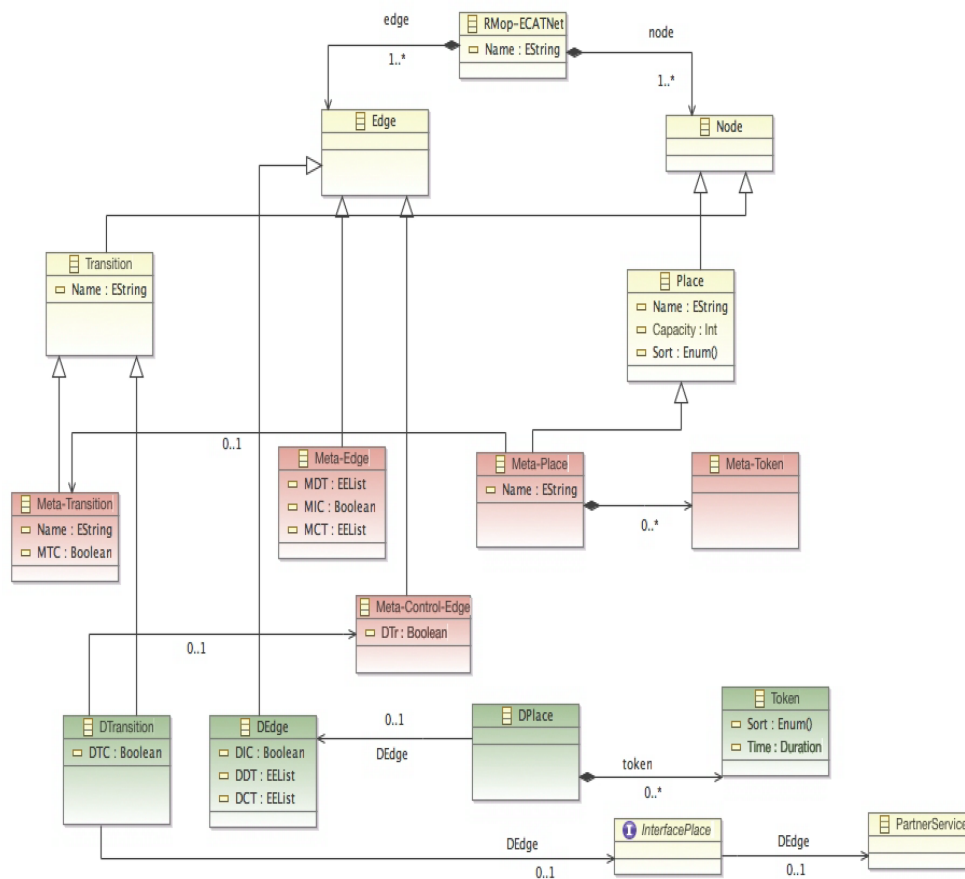 edge
RMop-ECATNet
Name : EString
node
1..*
1..*
Edge
Node
Transition
Name : EString
Place
Name : EString
Capacity : Int
Sort : Enum()
0..1
Meta-Edge
MDT : EEList
MIC : Boolean
MCT : EEList
Meta-Place
Name : EString
Meta-Token
0..*
Meta-Transition
Name : EString
MTC : Boolean
Meta-Control-Edge
DTr : Boolean
0..1
DTransition
DTC : Boolean
DEdge
DIC : Boolean
DDT : EEList
DCT : EEList
0..1
DEdge
DPlace
token
0..*
Token
Sort : Enum()
Time : Duration
DEdge
0..1
I
InterfacePlace
DEdge
0..1
PartnerService